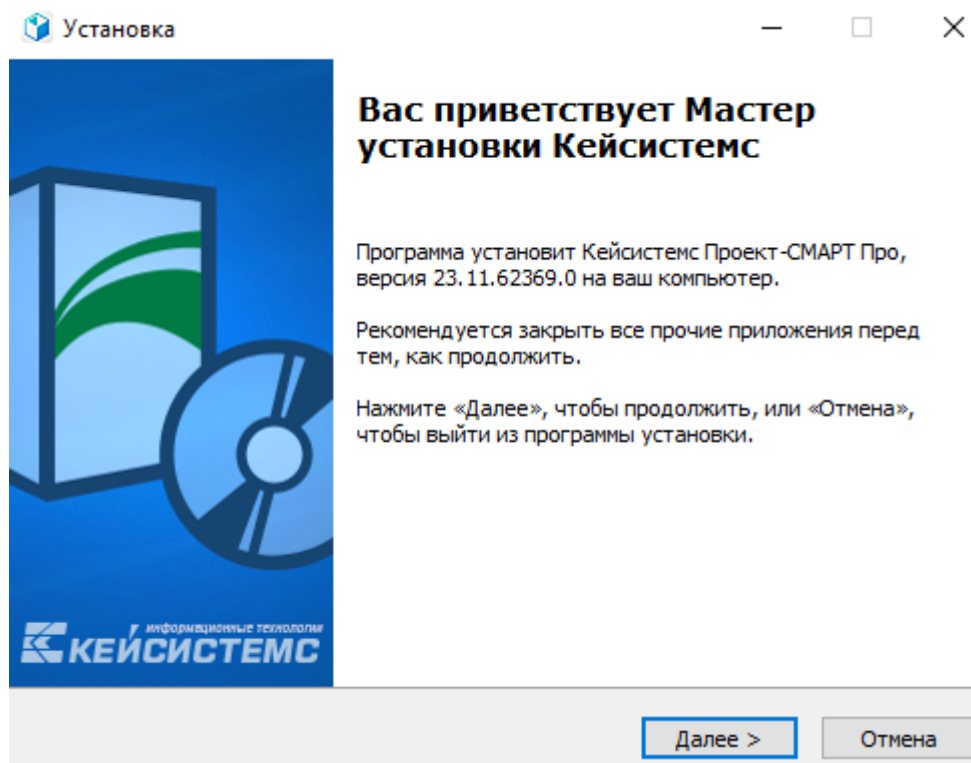 Установка
Вас приветствует Мастер
установки Кейсистемс
Программа установит Кейсистемс Проект-СМАРТ Про,
версия 23.11.62369.0 на ваш компьютер.
Рекомендуется закрыть все прочие приложения перед
тем, как продолжить.
Нажмите «Далее», чтобы продолжить, или «Отмена»,
чтобы выйти из программы установки.
информационные технологии
КЕЙСИСТЕМС
Далее >
Отмена